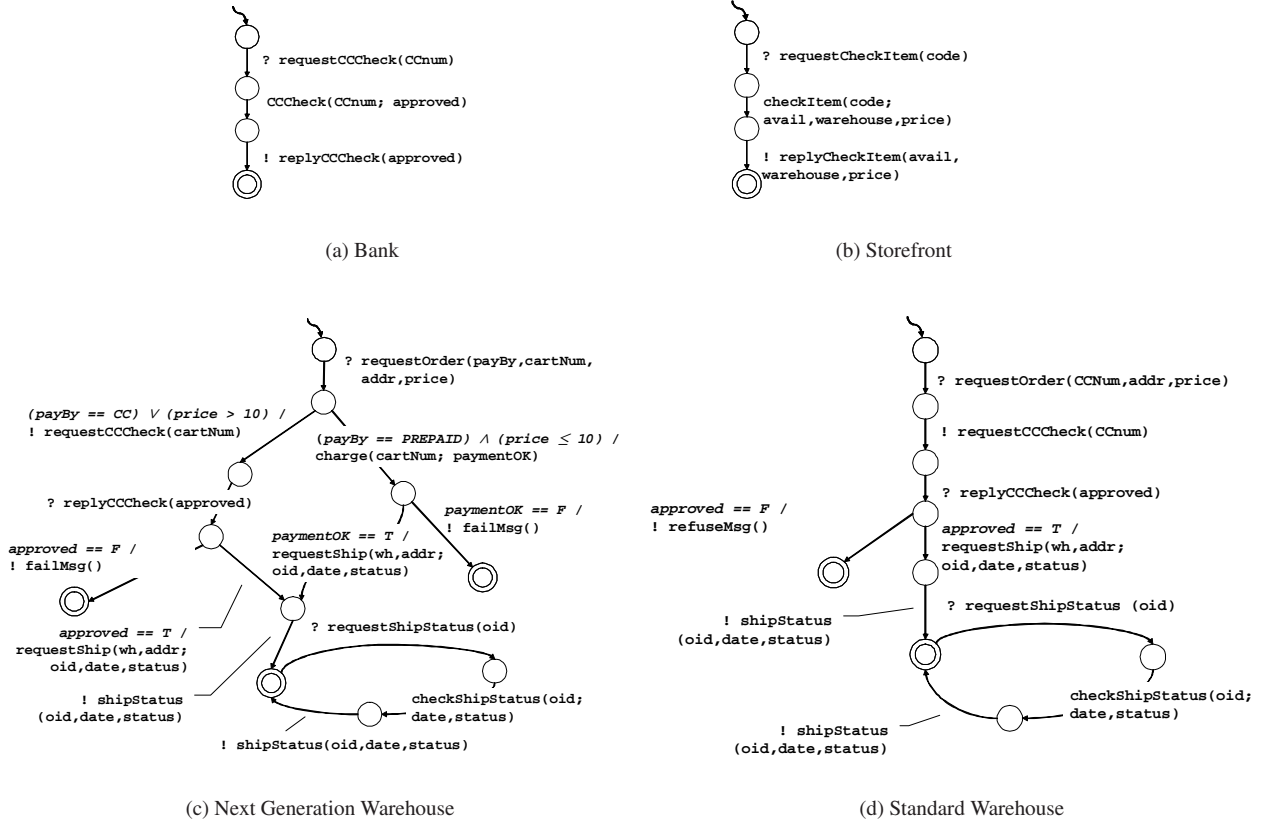 ? requestCCCheck(CCnum)
CCCheck(CCnum; approved)
! replyCCCheck(approved)
(a) Bank
? requestCheckItem(code)
checkItem(code;
avail,warehouse,price)
! replyCheckItem(avail,
warehouse,price)
(b) Storefront
? requestOrder(payBy,cartNum,
addr,price)
(payBy == CC) ∨ (price > 10) /
! requestCCCheck(cartNum)
(payBy == PREPAID) ∧ (price ≤ 10) /
charge(cartNum; paymentOK)
? replyCCCheck(approved)
paymentOK == F /
! failMsg()
paymentOK == T /
requestShip(wh,addr;
oid,date,status)
approved == F /
! failMsg()
approved == T /
requestShip(wh,addr;
oid,date,status)
? requestShipStatus(oid)
! shipStatus
(oid,date,status)
checkShipStatus(oid;
date,status)
! shipStatus(oid,date,status)
(c) Next Generation Warehouse
? requestOrder(CCNum,addr,price)
! requestCCCheck(CCnum)
? replyCCCheck(approved)
approved == F /
! refuseMsg()
approved == T /
requestShip(wh,addr;
oid,date,status)
? requestShipStatus (oid)
! shipStatus
(oid,date,status)
checkShipStatus(oid;
date,status)
! shipStatus
(oid,date,status)
(d) Standard Warehouse